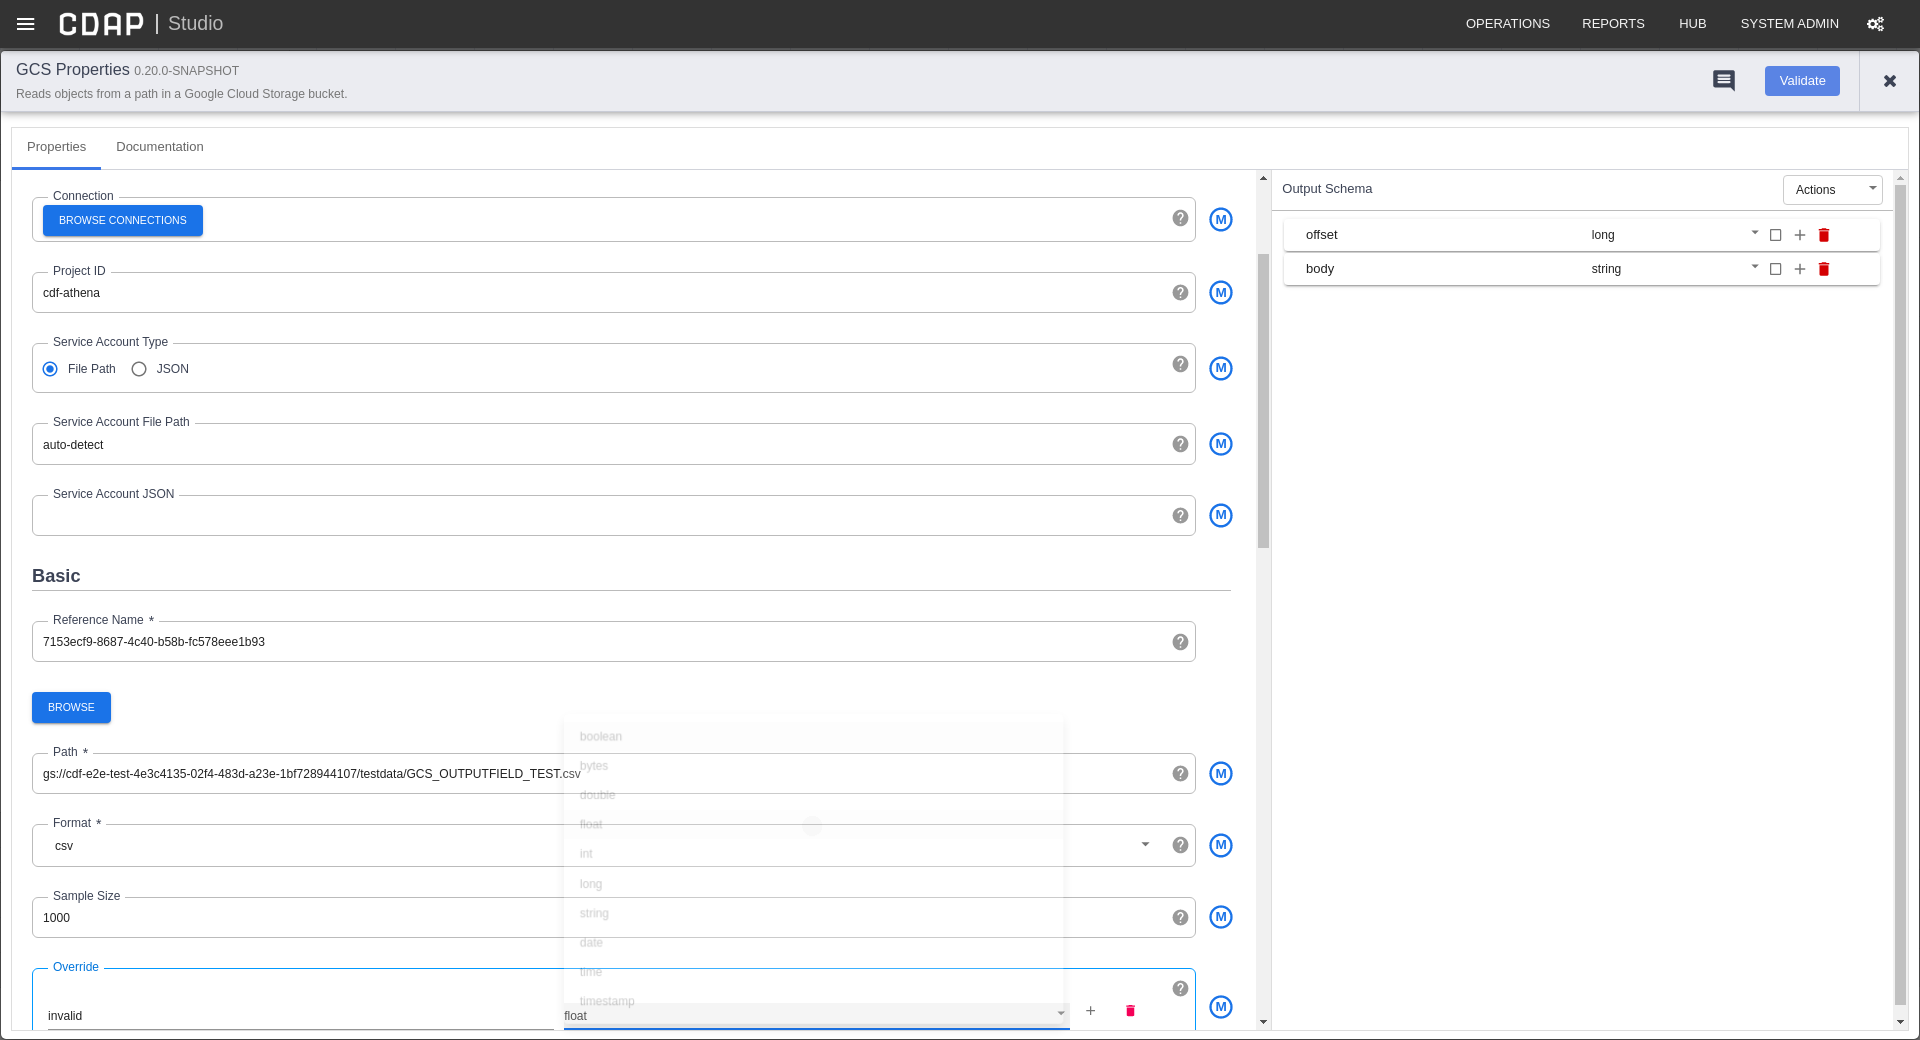 CDAP | Studio
OPERATIONS REPORTS HUB SYSTEM ADMIN
GCS Properties 0.20.0-SNAPSHOT
Reads objects from a path in a Google Cloud Storage bucket.
Validate
Properties Documentation
Connection
BROWSE CONNECTIONS
M
Project ID
cdf-athena
M
Service Account Type
File Path JSON
M
Service Account File Path
auto-detect
M
Service Account JSON
M
Basic
Reference Name *
7153ecf9-8687-4c40-b58b-fc578eee1b93
BROWSE
Path *
gs://cdf-e2e-test-4e3c4135-02f4-483d-a23e-1bf728944107/testdata/GCS_OUTPUTFIELD_TEST.csv
M
Format *
csv
M
Sample Size
1000
M
Override
invalid
float
M
boolean
bytes
double
float
int
long
string
date
time
timestamp
Output Schema
Actions
offset long
body string